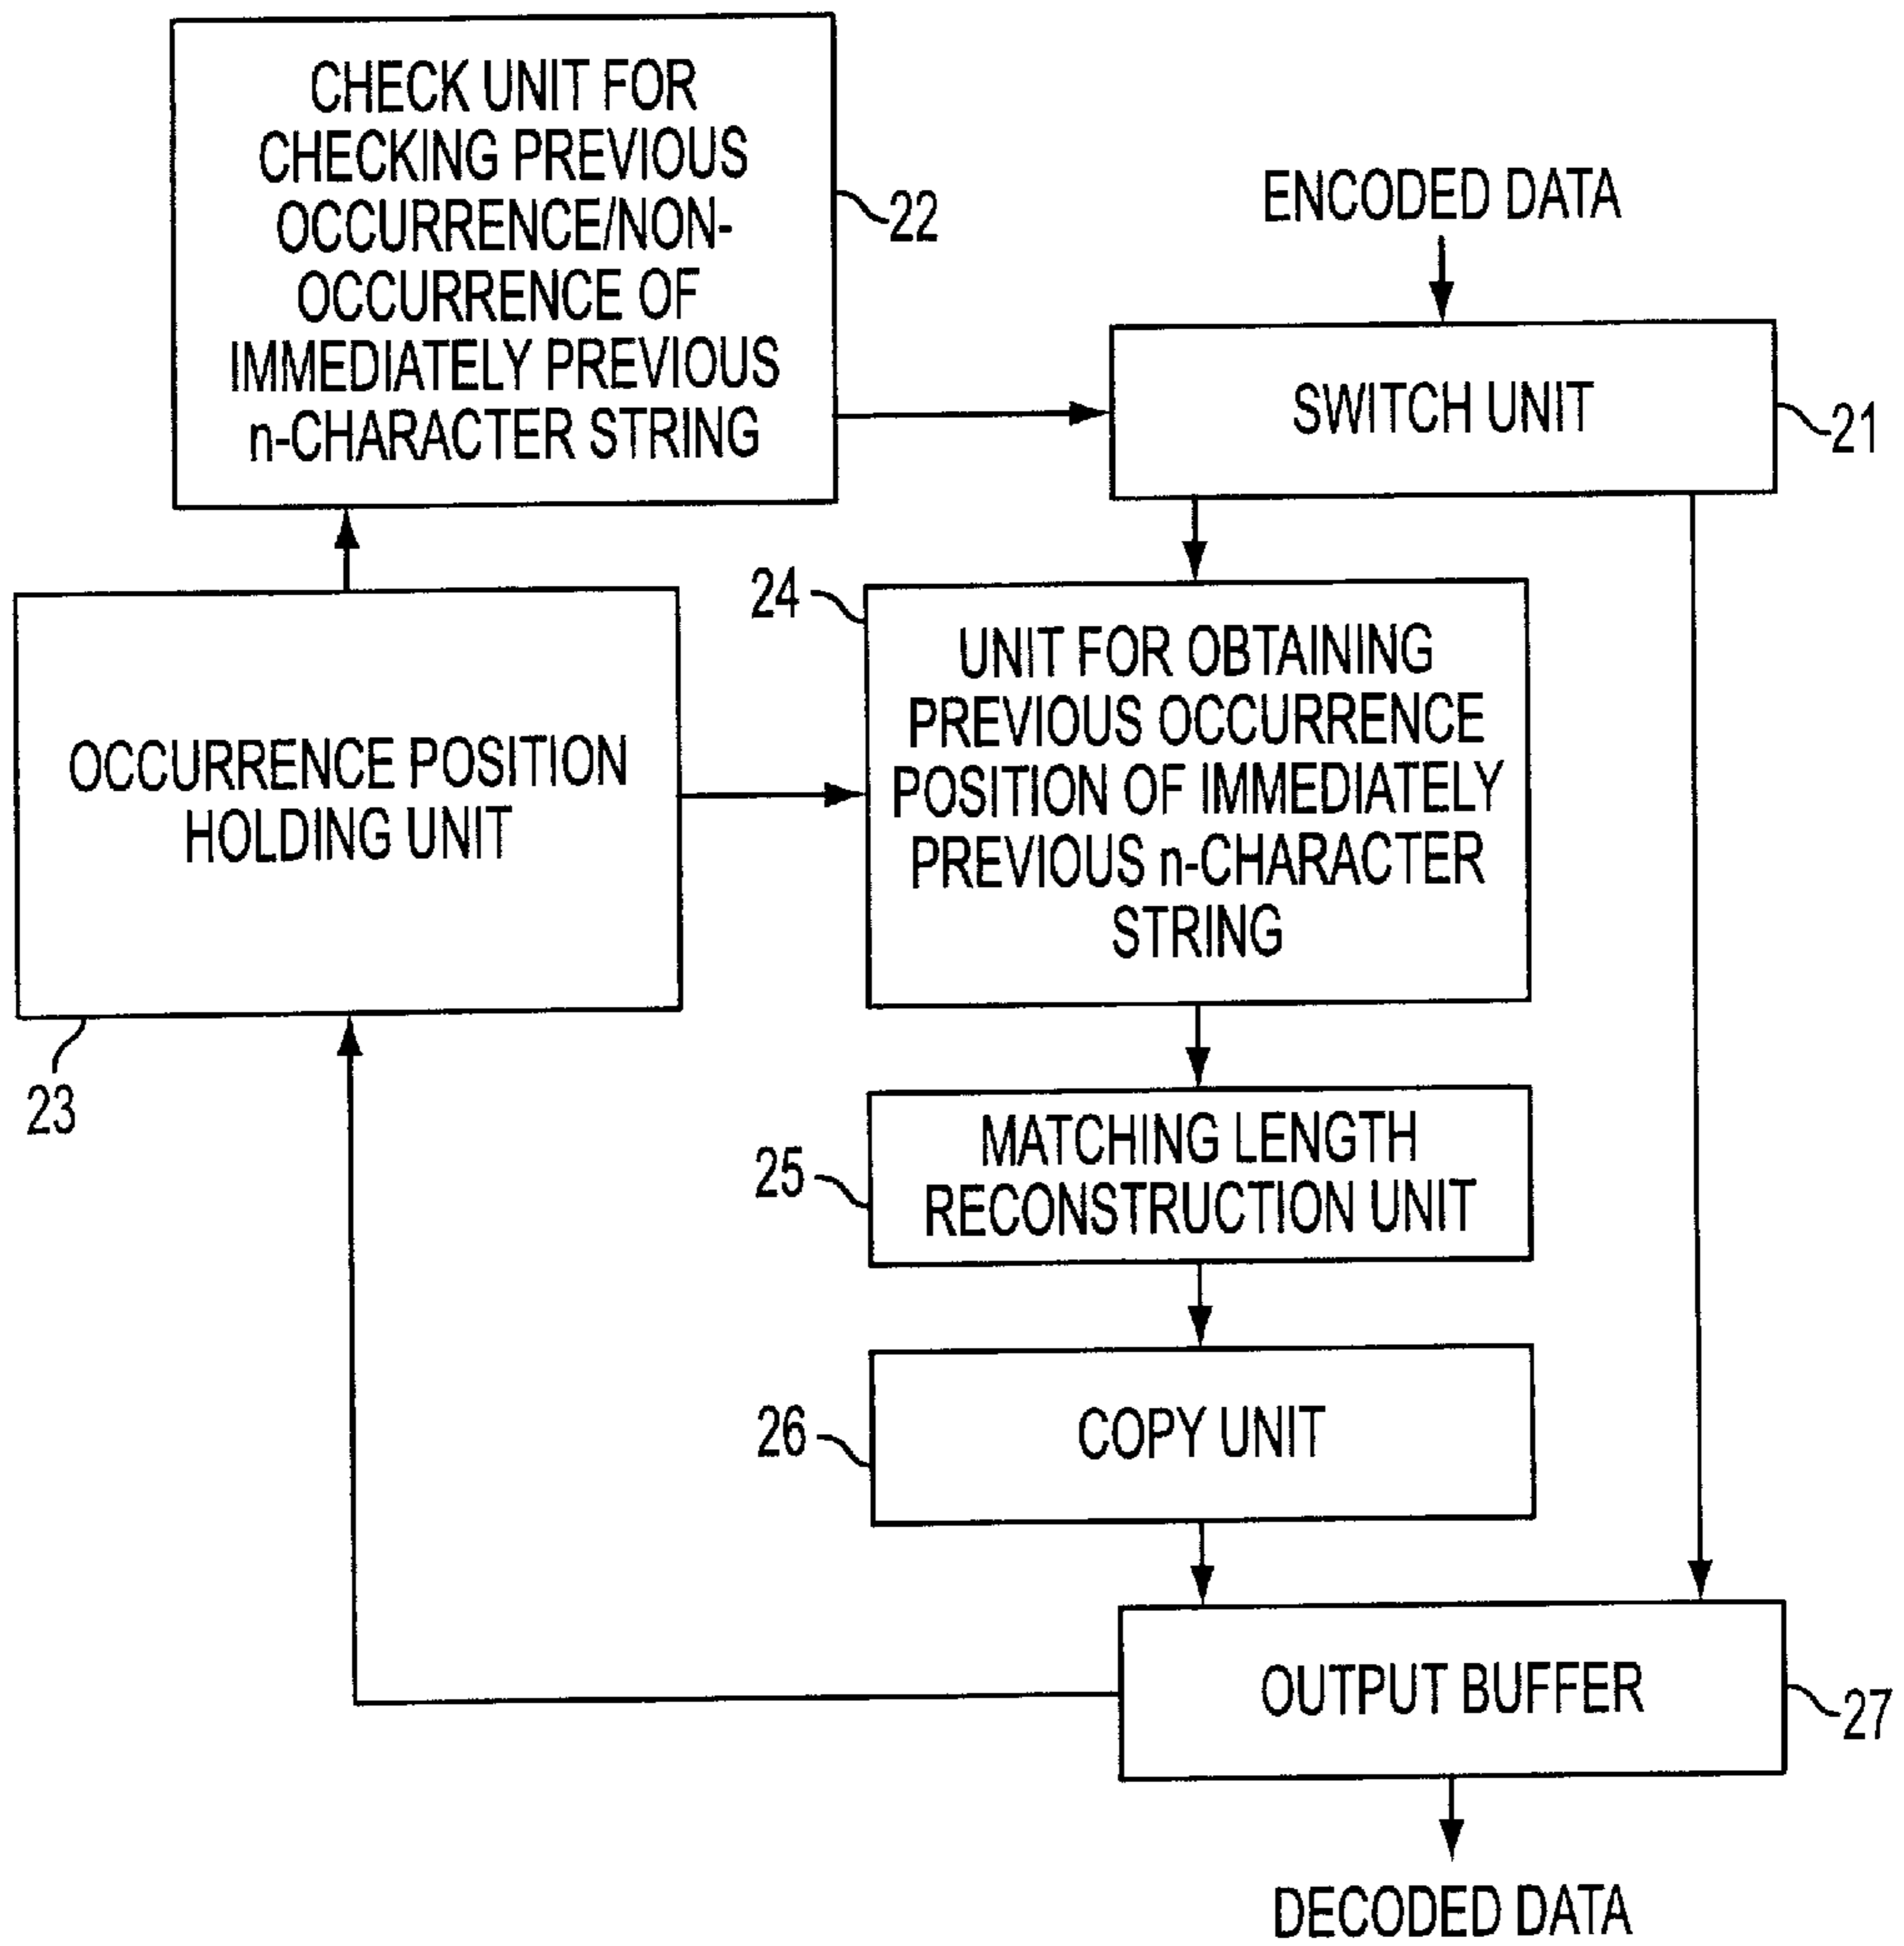 CHECK UNIT FOR
CHECKING PREVIOUS
OCCURRENCE/NON-
OCCURRENCE OF
IMMEDIATELY PREVIOUS
n-CHARACTER STRING
22
ENCODED DATA
SWITCH UNIT
21
OCCURRENCE POSITION
HOLDING UNIT
23
24
UNIT FOR OBTAINING
PREVIOUS OCCURRENCE
POSITION OF IMMEDIATELY
PREVIOUS n-CHARACTER
STRING
25
MATCHING LENGTH
RECONSTRUCTION UNIT
26
COPY UNIT
OUTPUT BUFFER
27
DECODED DATA